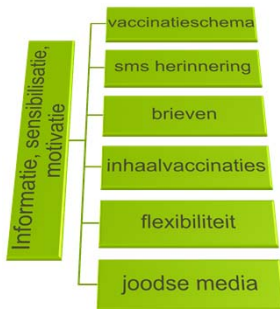 Informatie, sensibilisatie,
motivatie
vaccinatieschema
sms herinnering
brieven
inhaalvaccinaties
flexibiliteit
joodse media